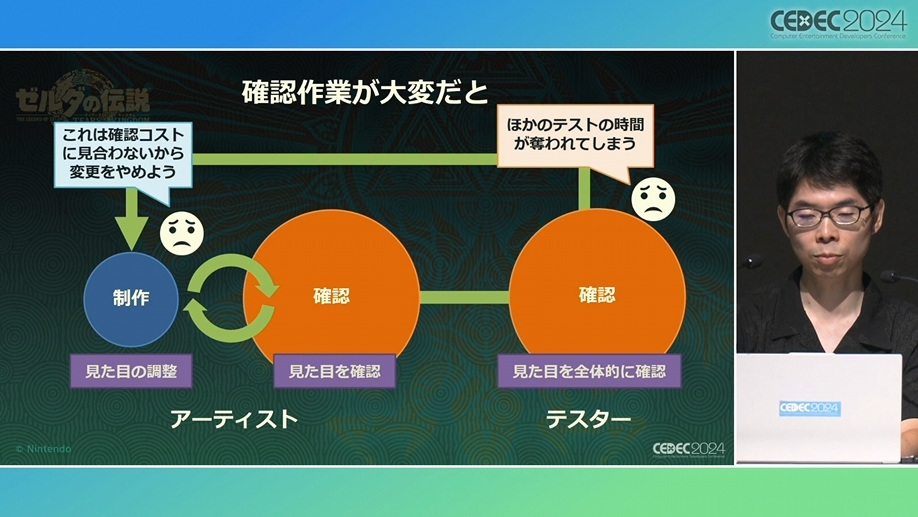 CEDEC2024
Computer Entertainment Developers Conference
ゼルダの伝説
確認作業が大変だと
これは確認コスト
に見合わないから
変更をやめよう
ほかのテストの時間
が奪われてしまう
制作
確認
確認
見た目の調整
見た目を確認
見た目を全体的に確認
アーティスト
テスター
© Nintendo
CEDEC2024
CEDEC2024